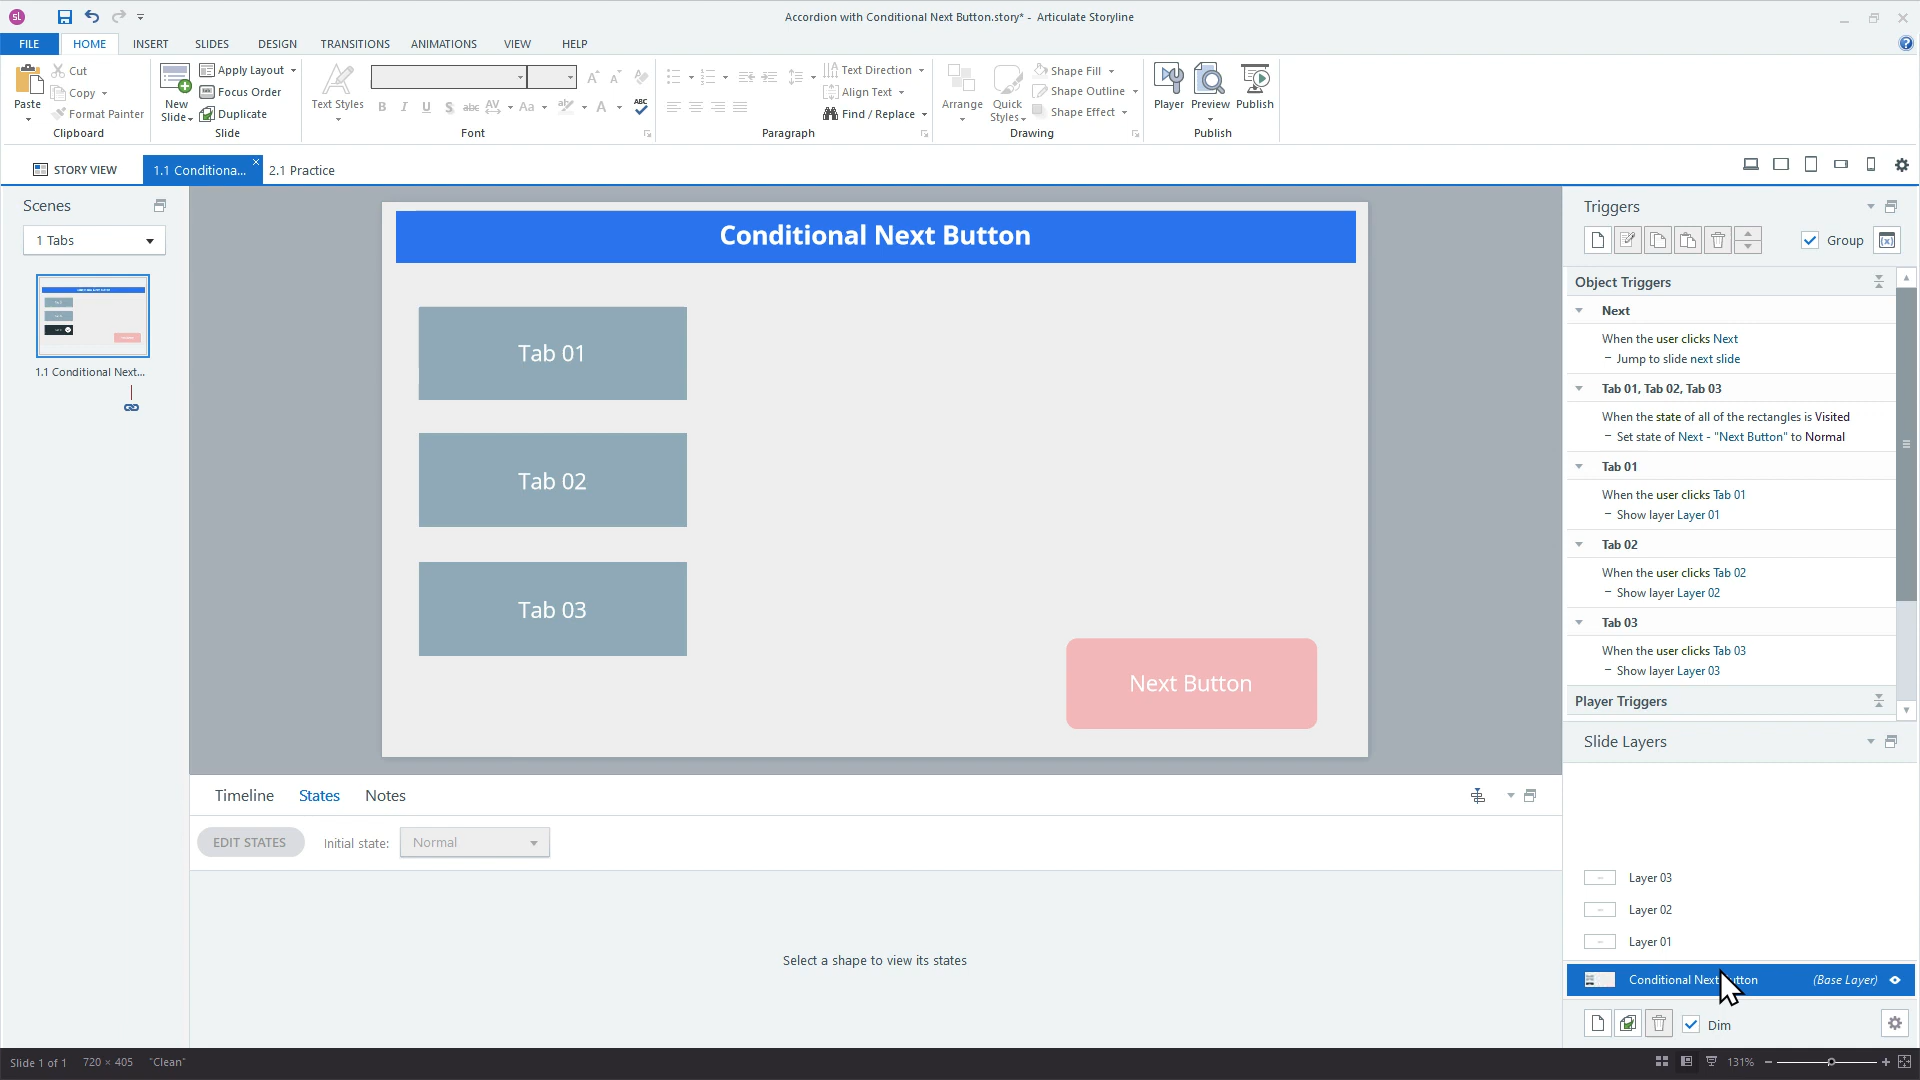 sl
Accordion with Conditional Next Button.story* - Articulate Storyline
FILE HOME INSERT SLIDES DESIGN TRANSITIONS ANIMATIONS VIEW HELP
Paste Cut Copy Format Painter Clipboard
New Slide Apply Layout Focus Order Duplicate Slide
Text Styles B I U S abc AV Aa A ABC Font
Text Direction Align Text Find / Replace Paragraph
Arrange Quick Styles Shape Fill Shape Outline Shape Effect Drawing
Player Preview Publish Publish
STORY VIEW 1.1 Conditiona... 2.1 Practice
Scenes
1 Tabs
1.1 Conditional Next...
Conditional Next Button
Tab 01
Tab 02
Tab 03
Next Button
Timeline States Notes
EDIT STATES Initial state: Normal
Select a shape to view its states
Triggers
Group
Object Triggers
Next
When the user clicks Next
- Jump to slide next slide
Tab 01, Tab 02, Tab 03
When the state of all of the rectangles is Visited
- Set state of Next - "Next Button" to Normal
Tab 01
When the user clicks Tab 01
- Show layer Layer 01
Tab 02
When the user clicks Tab 02
- Show layer Layer 02
Tab 03
When the user clicks Tab 03
- Show layer Layer 03
Player Triggers
Slide Layers
Layer 03
Layer 02
Layer 01
Conditional Next Button (Base Layer)
Dim
Slide 1 of 1 720 × 405 "Clean" 131%